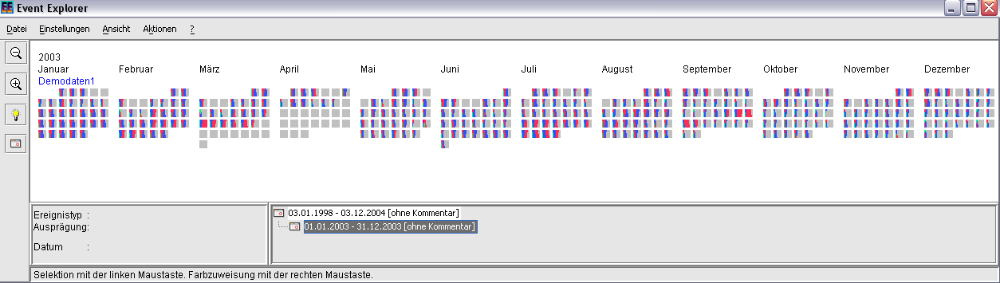 Event Explorer
Datei Einstellungen Ansicht Aktionen ?
2003
Januar Februar März April Mai Juni Juli August September Oktober November Dezember
Demodaten1
Ereignistyp :
Ausprägung:
Datum :
03.01.1998 - 03.12.2004 [ohne Kommentar]
01.01.2003 - 31.12.2003 [ohne Kommentar]
Selektion mit der linken Maustaste. Farbzuweisung mit der rechten Maustaste.